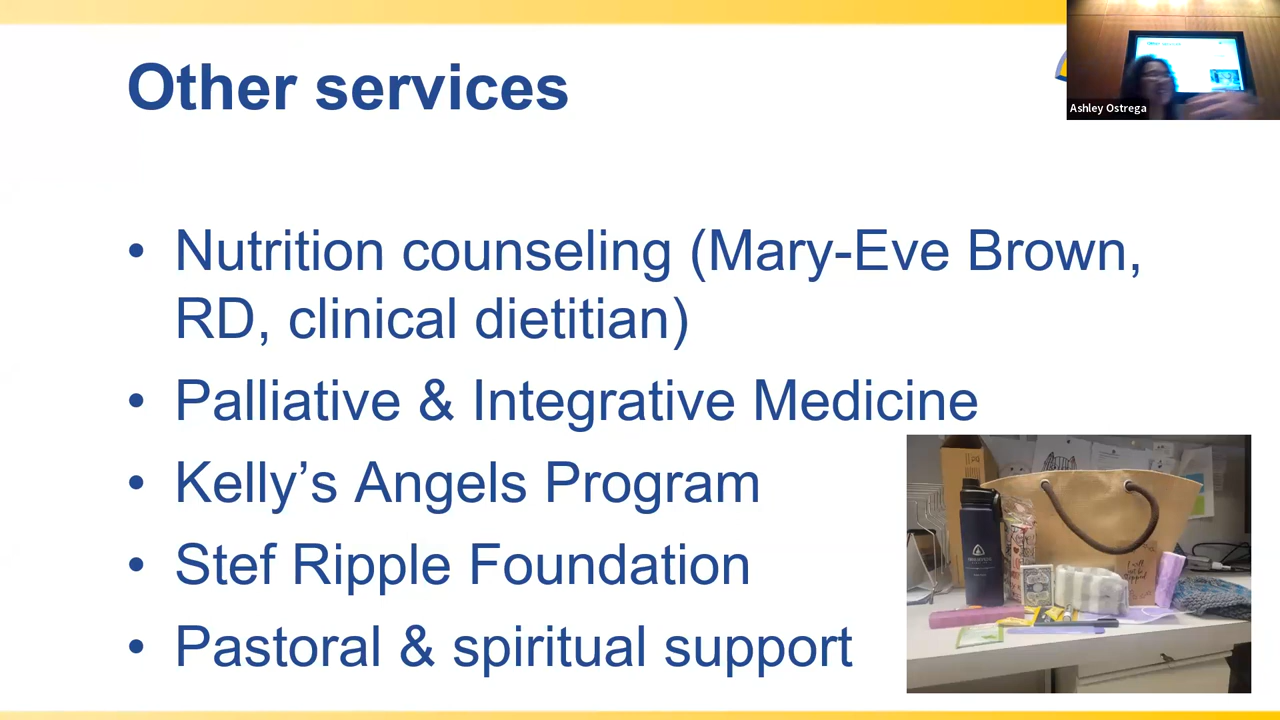 Other services
Ashley Ostrega
• Nutrition counseling (Mary-Eve Brown,
RD, clinical dietitian)
• Palliative & Integrative Medicine
• Kelly’s Angels Program
• Stef Ripple Foundation
• Pastoral & spiritual support